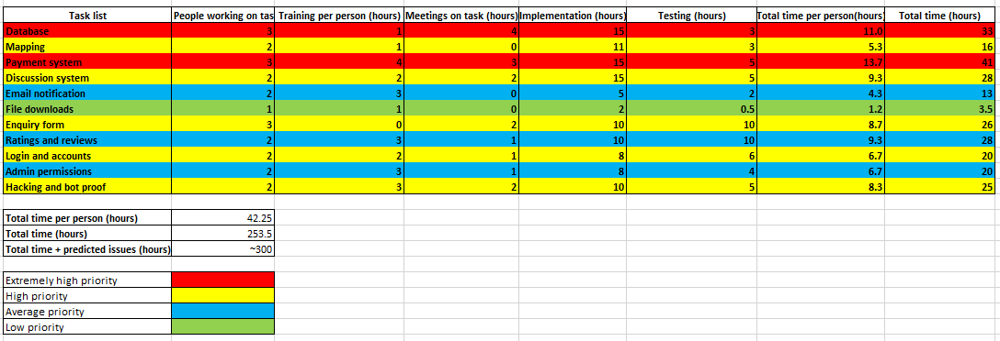 Task list People working on tas Training per person (hours) Meetings on task (hours) Implementation (hours) Testing (hours) Total time per person(hours) Total time (hours)
Database 3 1 4 15 3 11.0 33
Mapping 2 1 0 11 3 5.3 16
Payment system 3 4 3 15 5 13.7 41
Discussion system 2 2 2 15 5 9.3 28
Email notification 2 3 0 5 2 4.3 13
File downloads 1 1 0 2 0.5 1.2 3.5
Enquiry form 3 0 2 10 10 8.7 26
Ratings and reviews 2 3 1 10 10 9.3 28
Login and accounts 2 2 1 8 6 6.7 20
Admin permissions 2 3 1 8 4 6.7 20
Hacking and bot proof 2 3 2 10 5 8.3 25
Total time per person (hours) 42.25
Total time (hours) 253.5
Total time + predicted issues (hours) ~300
Extremely high priority
High priority
Average priority
Low priority